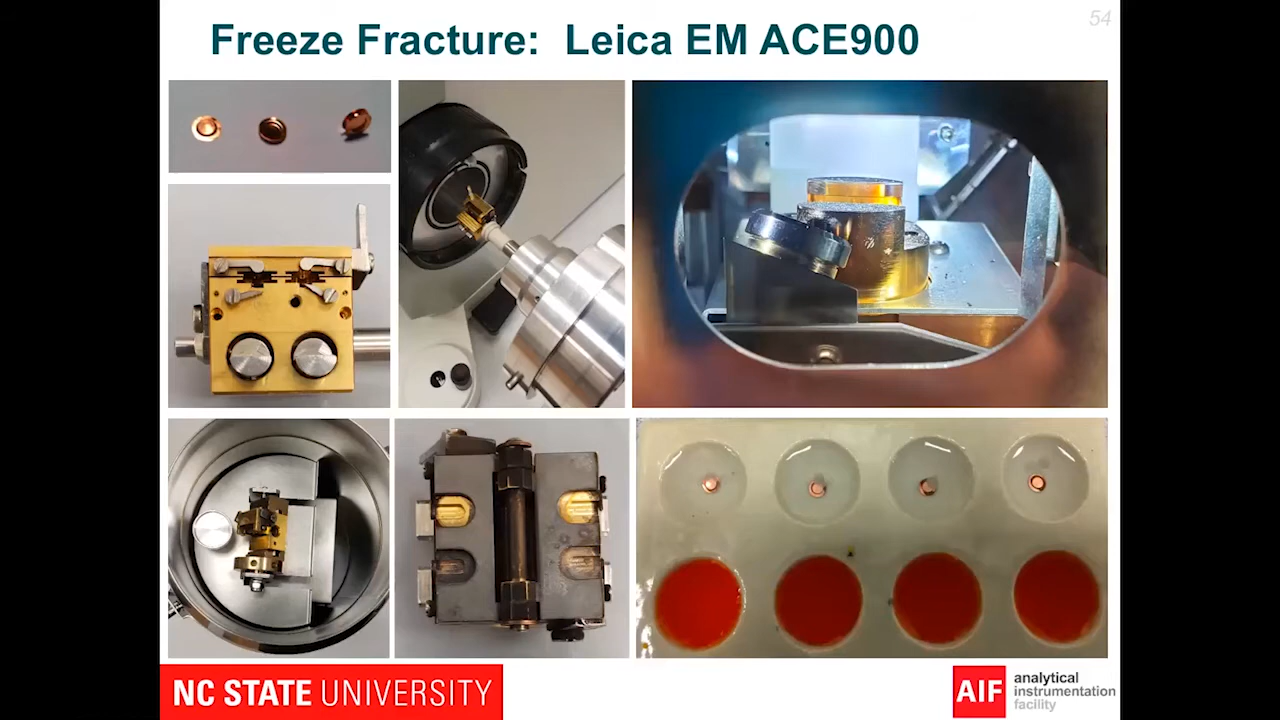 54
Freeze Fracture: Leica EM ACE900
NC STATE UNIVERSITY
AIF
analytical
instrumentation
facility